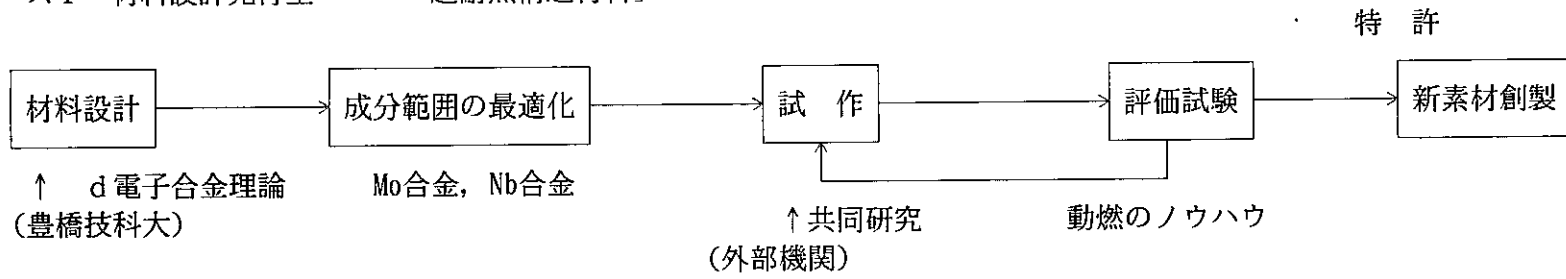 特 許
材料設計
成分範囲の最適化
試 作
評価試験
新素材創製
↑ d電子合金理論
(豊橋技科大)
Mo合金, Nb合金
↑共同研究
(外部機関)
動燃のノウハウ